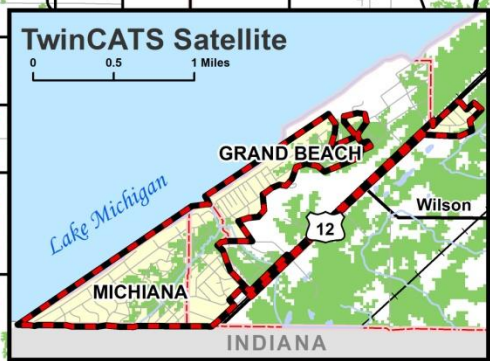 TwinCATS Satellite
0 0.5 1 Miles
GRAND BEACH
Lake Michigan
Wilson
12
MICHIANA
INDIANA